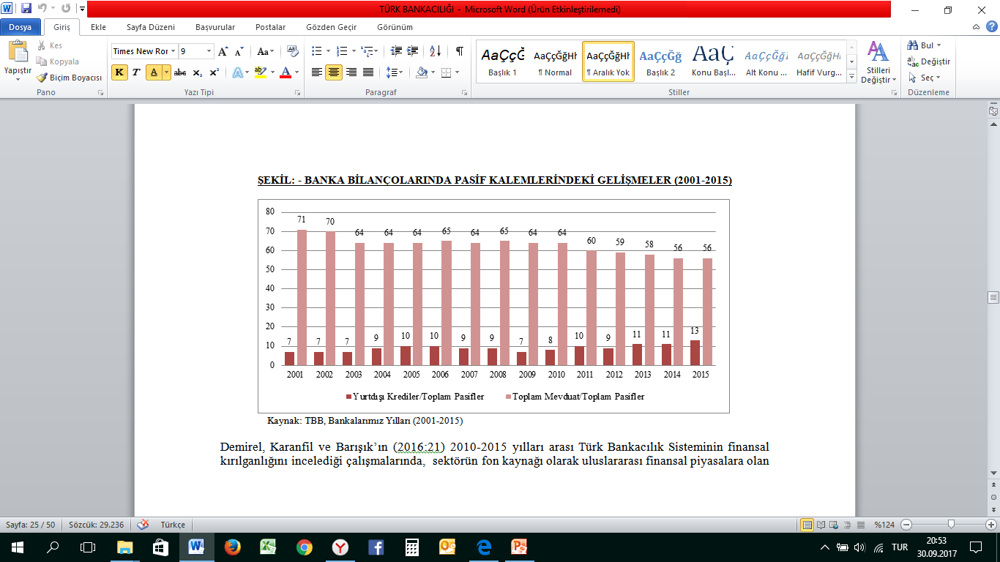 TÜRK BANKACILIĞI - Microsoft Word (Ürün Etkinleştirilemedi)
Dosya Giriş Ekle Sayfa Düzeni Başvurular Postalar Gözden Geçir Görünüm
Yapıştır
Kes
Kopyala
Biçim Boyacısı
Pano
Times New Ror 9
K T A abc x₂ x²
Yazı Tipi
Paragraf
AaÇçĞ AaÇçĞğHł AaÇçĞğHł AaÇçĞğ AaÇç AaÇçĞğI AaÇçĞğHı
Başlık 1 ¶ Normal ¶ Aralık Yok Başlık 2 Konu Başl... Alt Konu ... Hafif Vurg...
Stiller
Stilleri
Değiştir
Bul
Değiştir
Seç
Düzenleme
ŞEKİL: - BANKA BİLANÇOLARINDA PASİF KALEMLERİNDEKİ GELİŞMELER (2001-2015)
80
70
60
50
40
30
20
10
0
71 70 64 64 64 65 64 65 64 64 60 59 58 56 56
7 7 7 9 10 10 9 9 7 8 10 9 11 11 13
2001 2002 2003 2004 2005 2006 2007 2008 2009 2010 2011 2012 2013 2014 2015
Yurtdışı Krediler/Toplam Pasifler Toplam Mevduat/Toplam Pasifler
Kaynak: TBB, Bankalarımız Yılları (2001-2015)
Demirel, Karanfil ve Barışık’ın (2016:21) 2010-2015 yılları arası Türk Bankacılık Sisteminin finansal
kırılganlığını incelediği çalışmalarında, sektörün fon kaynağı olarak uluslararası finansal piyasalara olan
Sayfa: 25 / 50 Sözcük: 29.236 Türkçe %124
TUR
20:53
30.09.2017